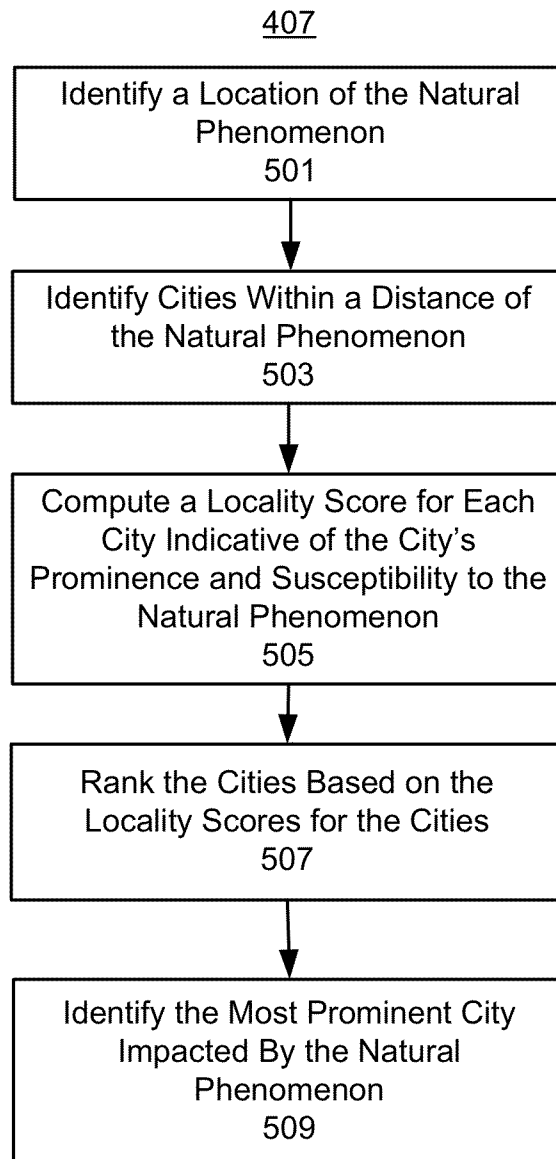 407
Identify a Location of the Natural
Phenomenon
501
Identify Cities Within a Distance of
the Natural Phenomenon
503
Compute a Locality Score for Each
City Indicative of the City's
Prominence and Susceptibility to the
Natural Phenomenon
505
Rank the Cities Based on the
Locality Scores for the Cities
507
Identify the Most Prominent City
Impacted By the Natural
Phenomenon
509